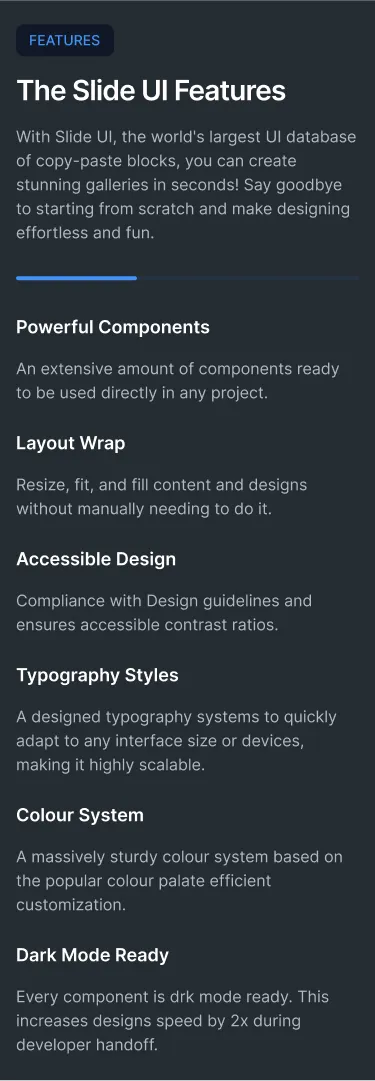 FEATURES
The Slide UI Features
With Slide UI, the world's largest UI database
of copy-paste blocks, you can create
stunning galleries in seconds! Say goodbye
to starting from scratch and make designing
effortless and fun.
Powerful Components
An extensive amount of components ready
to be used directly in any project.
Layout Wrap
Resize, fit, and fill content and designs
without manually needing to do it.
Accessible Design
Compliance with Design guidelines and
ensures accessible contrast ratios.
Typography Styles
A designed typography systems to quickly
adapt to any interface size or devices,
making it highly scalable.
Colour System
A massively sturdy colour system based on
the popular colour palate efficient
customization.
Dark Mode Ready
Every component is drk mode ready. This
increases designs speed by 2x during
developer handoff.